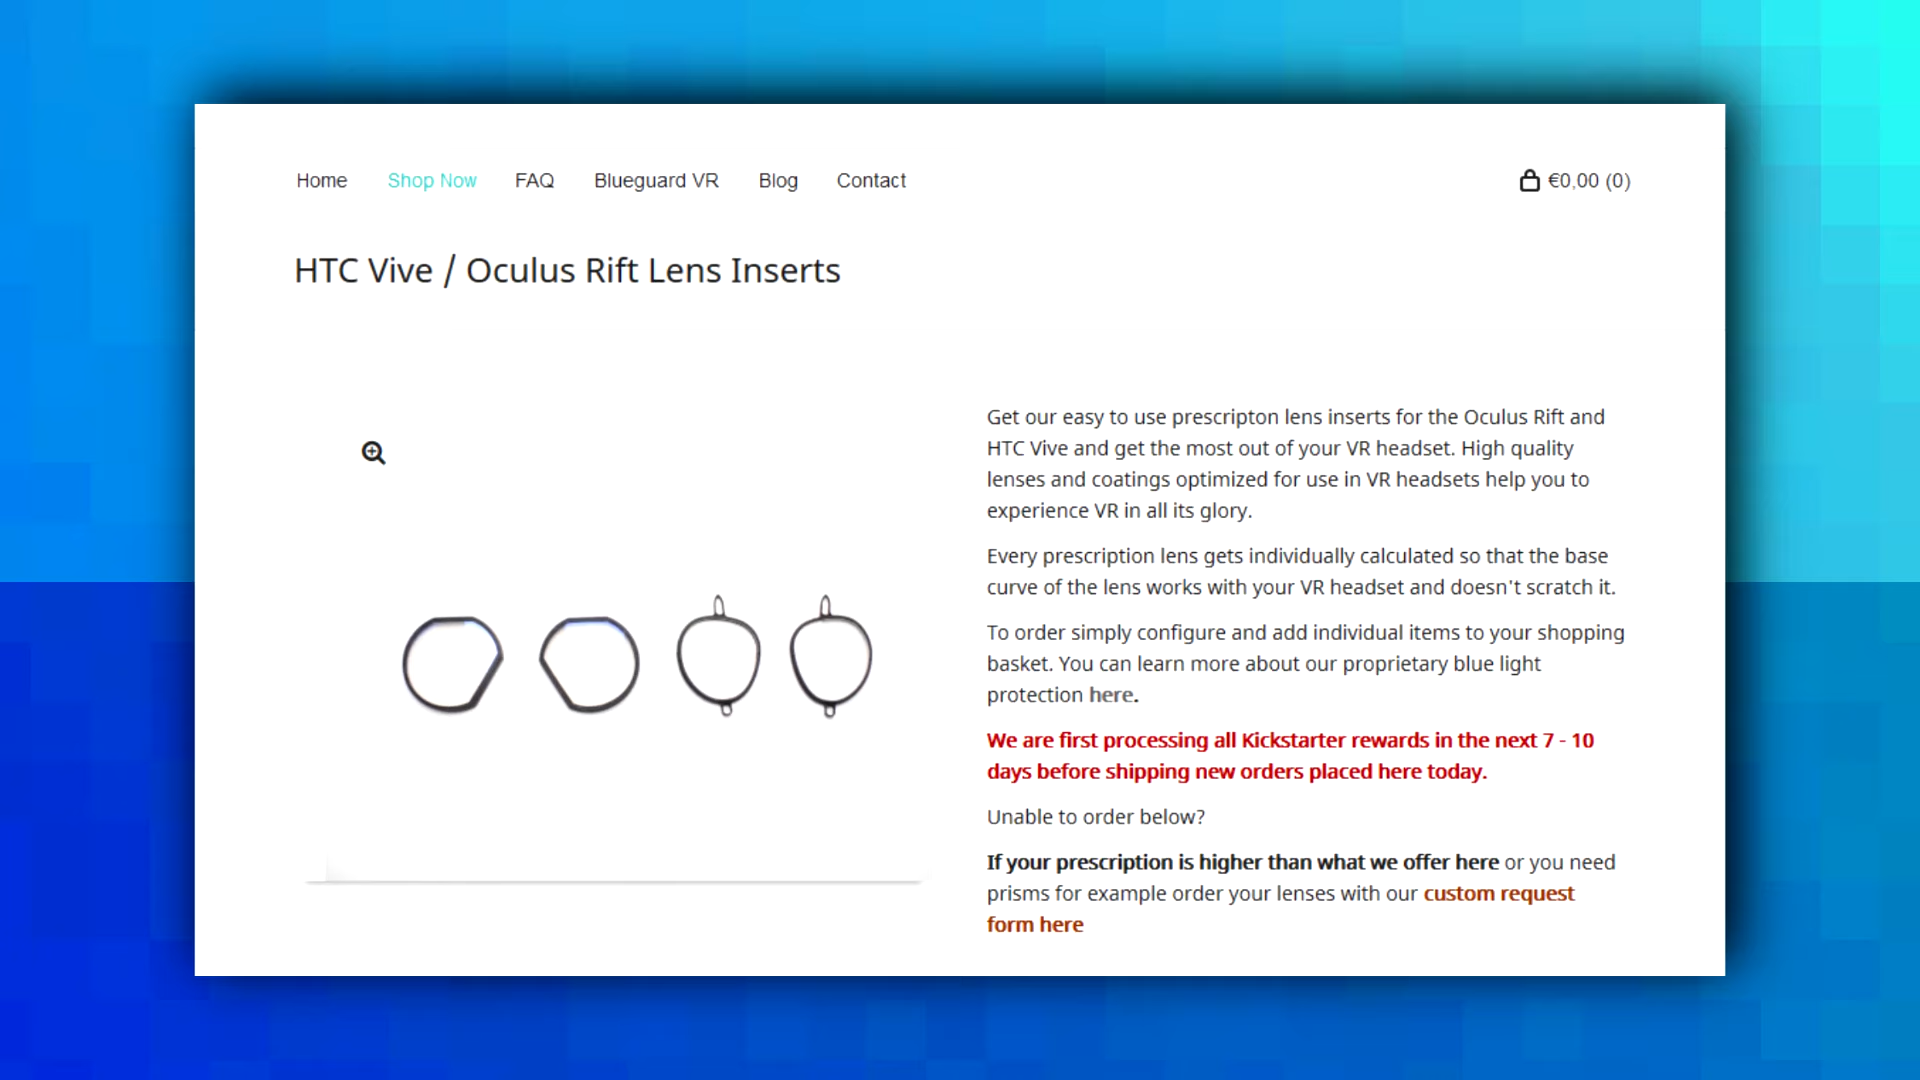 Home Shop Now FAQ Blueguard VR Blog Contact €0,00 (0)
HTC Vive / Oculus Rift Lens Inserts
Get our easy to use prescripton lens inserts for the Oculus Rift and
HTC Vive and get the most out of your VR headset. High quality
lenses and coatings optimized for use in VR headsets help you to
experience VR in all its glory.
Every prescription lens gets individually calculated so that the base
curve of the lens works with your VR headset and doesn't scratch it.
To order simply configure and add individual items to your shopping
basket. You can learn more about our proprietary blue light
protection here.
We are first processing all Kickstarter rewards in the next 7 - 10
days before shipping new orders placed here today.
Unable to order below?
If your prescription is higher than what we offer here or you need
prisms for example order your lenses with our custom request
form here